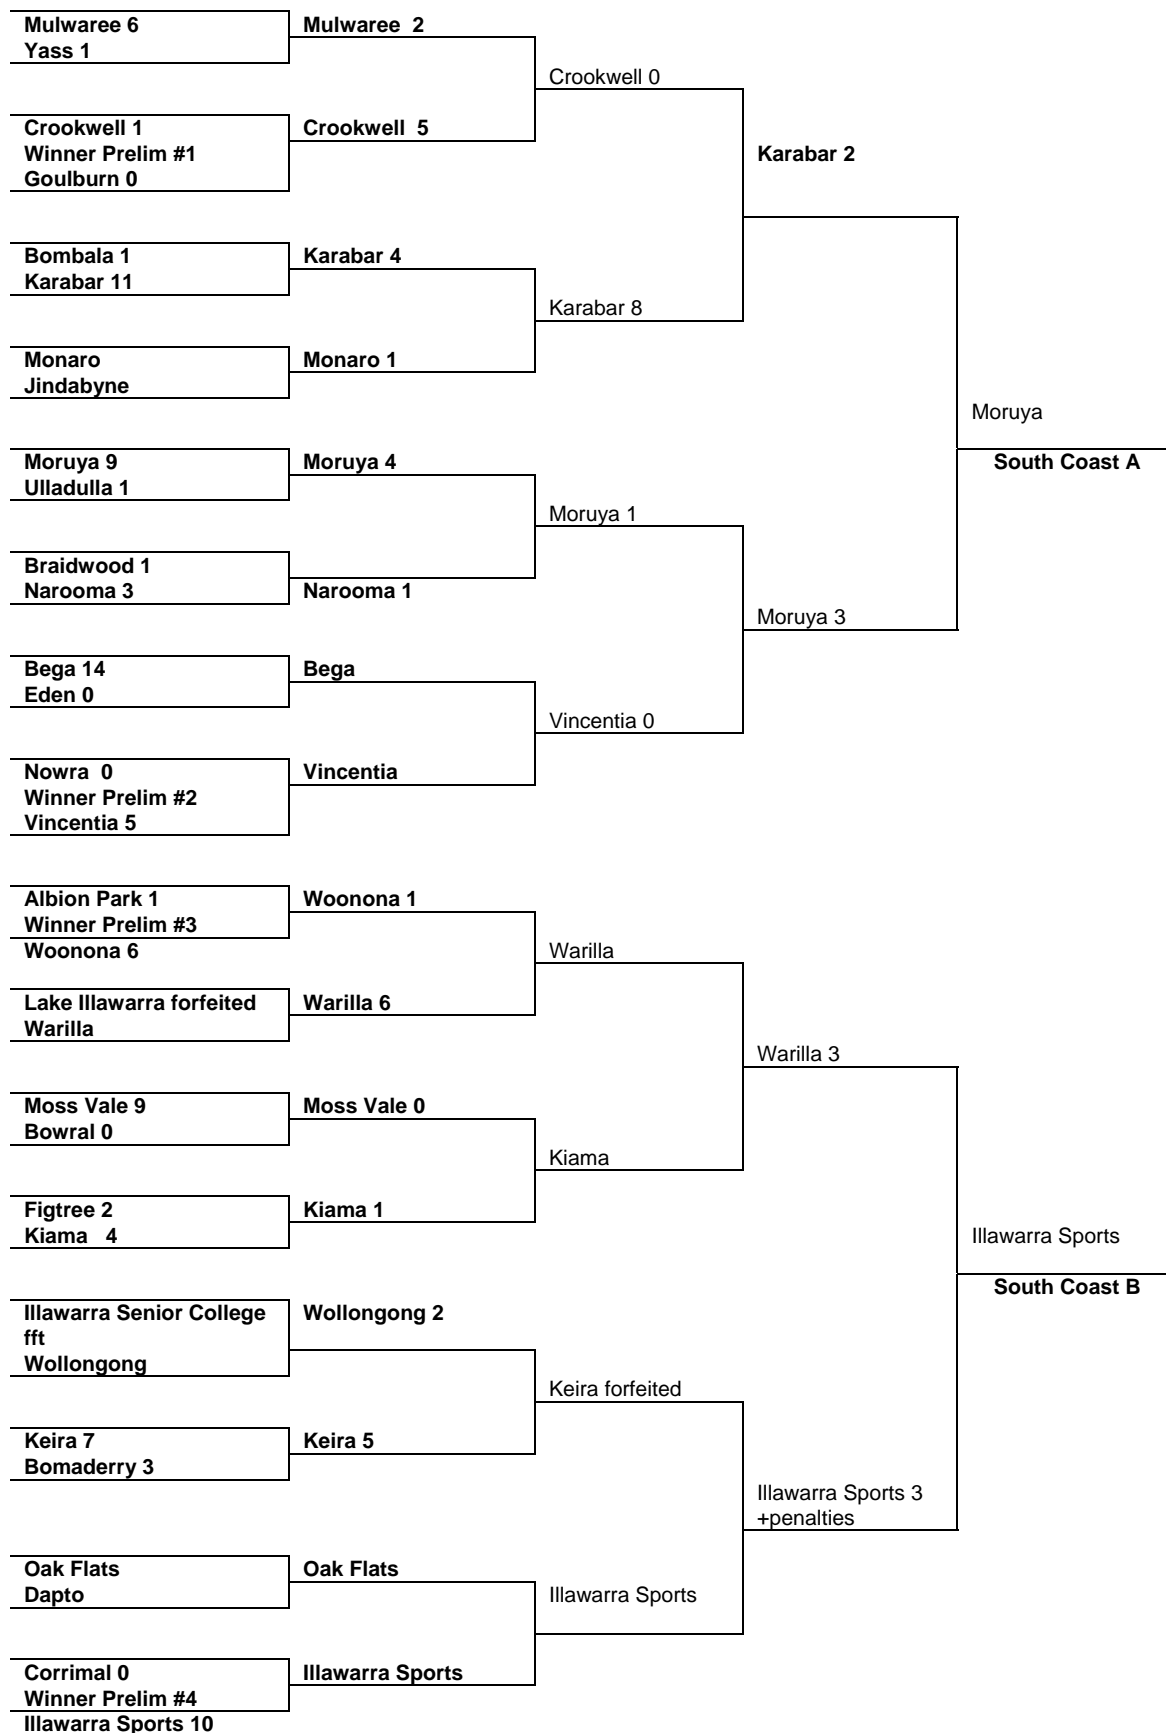 Mulwaree 6
Yass 1
Mulwaree  2
Crookwell 0
Crookwell 1
Winner Prelim #1
Goulburn 0
Crookwell  5
Karabar 2
Bombala 1
Karabar 11
Karabar 4
Karabar 8
Monaro
Jindabyne
Monaro 1
Moruya
South Coast A
Moruya 9
Ulladulla 1
Moruya 4
Moruya 1
Braidwood 1
Narooma 3
Narooma 1
Moruya 3
Bega 14
Eden 0
Bega
Vincentia 0
Nowra  0
Winner Prelim #2
Vincentia 5
Vincentia
Albion Park 1
Winner Prelim #3
Woonona 6
Woonona 1
Warilla
Lake Illawarra forfeited
Warilla
Warilla 6
Warilla 3
Moss Vale 9
Bowral 0
Moss Vale 0
Kiama
Figtree 2
Kiama   4
Kiama 1
Illawarra Sports
South Coast B
Illawarra Senior College
fft
Wollongong
Wollongong 2
Keira forfeited
Keira 7
Bomaderry 3
Keira 5
Illawarra Sports 3
+penalties
Oak Flats
Dapto
Oak Flats
Illawarra Sports
Corrimal 0
Winner Prelim #4
Illawarra Sports 10
Illawarra Sports